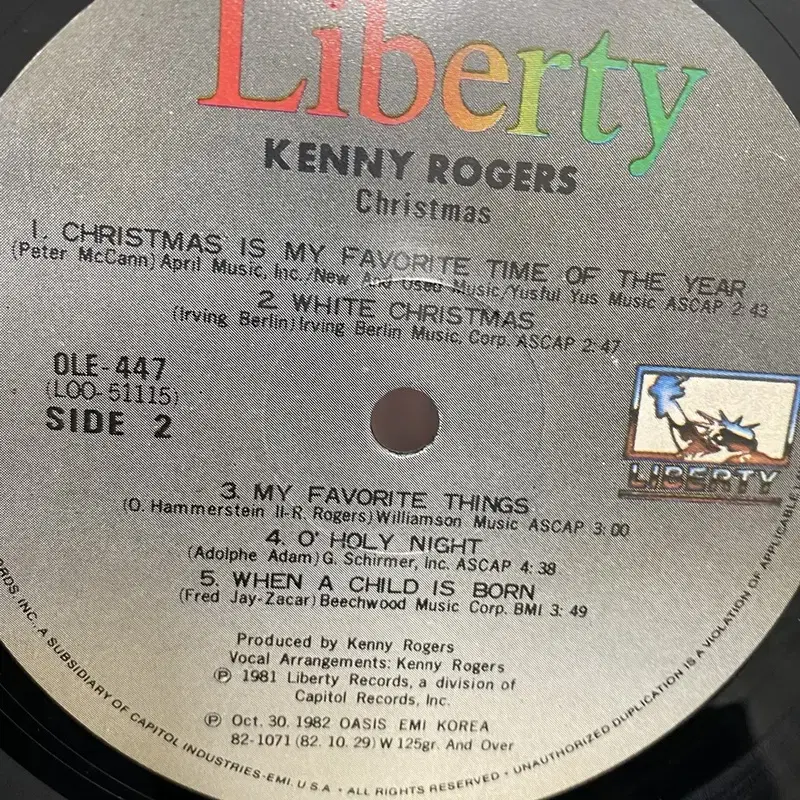 Liberty
KENNY ROGERS
Christmas
1. CHRISTMAS IS MY FAVORITE TIME OF THE YEAR
(Peter McCann) April Music, Inc./New And Used Music/Yusful Yus Music ASCAP 2:43
2. WHITE CHRISTMAS
(Irving Berlin) Irving Berlin Music, Corp. ASCAP 2:47
OLE-447
(LOO-51115)
SIDE 2
LIBERTY
3. MY FAVORITE THINGS
(O. Hammerstein II-R. Rogers) Williamson Music ASCAP 3:00
4. O' HOLY NIGHT
(Adolphe Adam) G. Schirmer, Inc. ASCAP 4:38
5. WHEN A CHILD IS BORN
(Fred Jay-Zacar) Beechwood Music Corp. BMI 3:49
Produced by Kenny Rogers
Vocal Arrangements: Kenny Rogers
Ⓟ 1981 Liberty Records, a division of
Capitol Records, Inc.
Ⓟ Oct. 30. 1982 OASIS EMI KOREA
82-1071 (82. 10. 29) W 125gr. And Over
INC., A SUBSIDIARY OF CAPITOL INDUSTRIES-EMI. U.S.A • ALL RIGHTS RESERVED • UNAUTHORIZED DUPLICATION IS A VIOLATION OF APPLICABLE